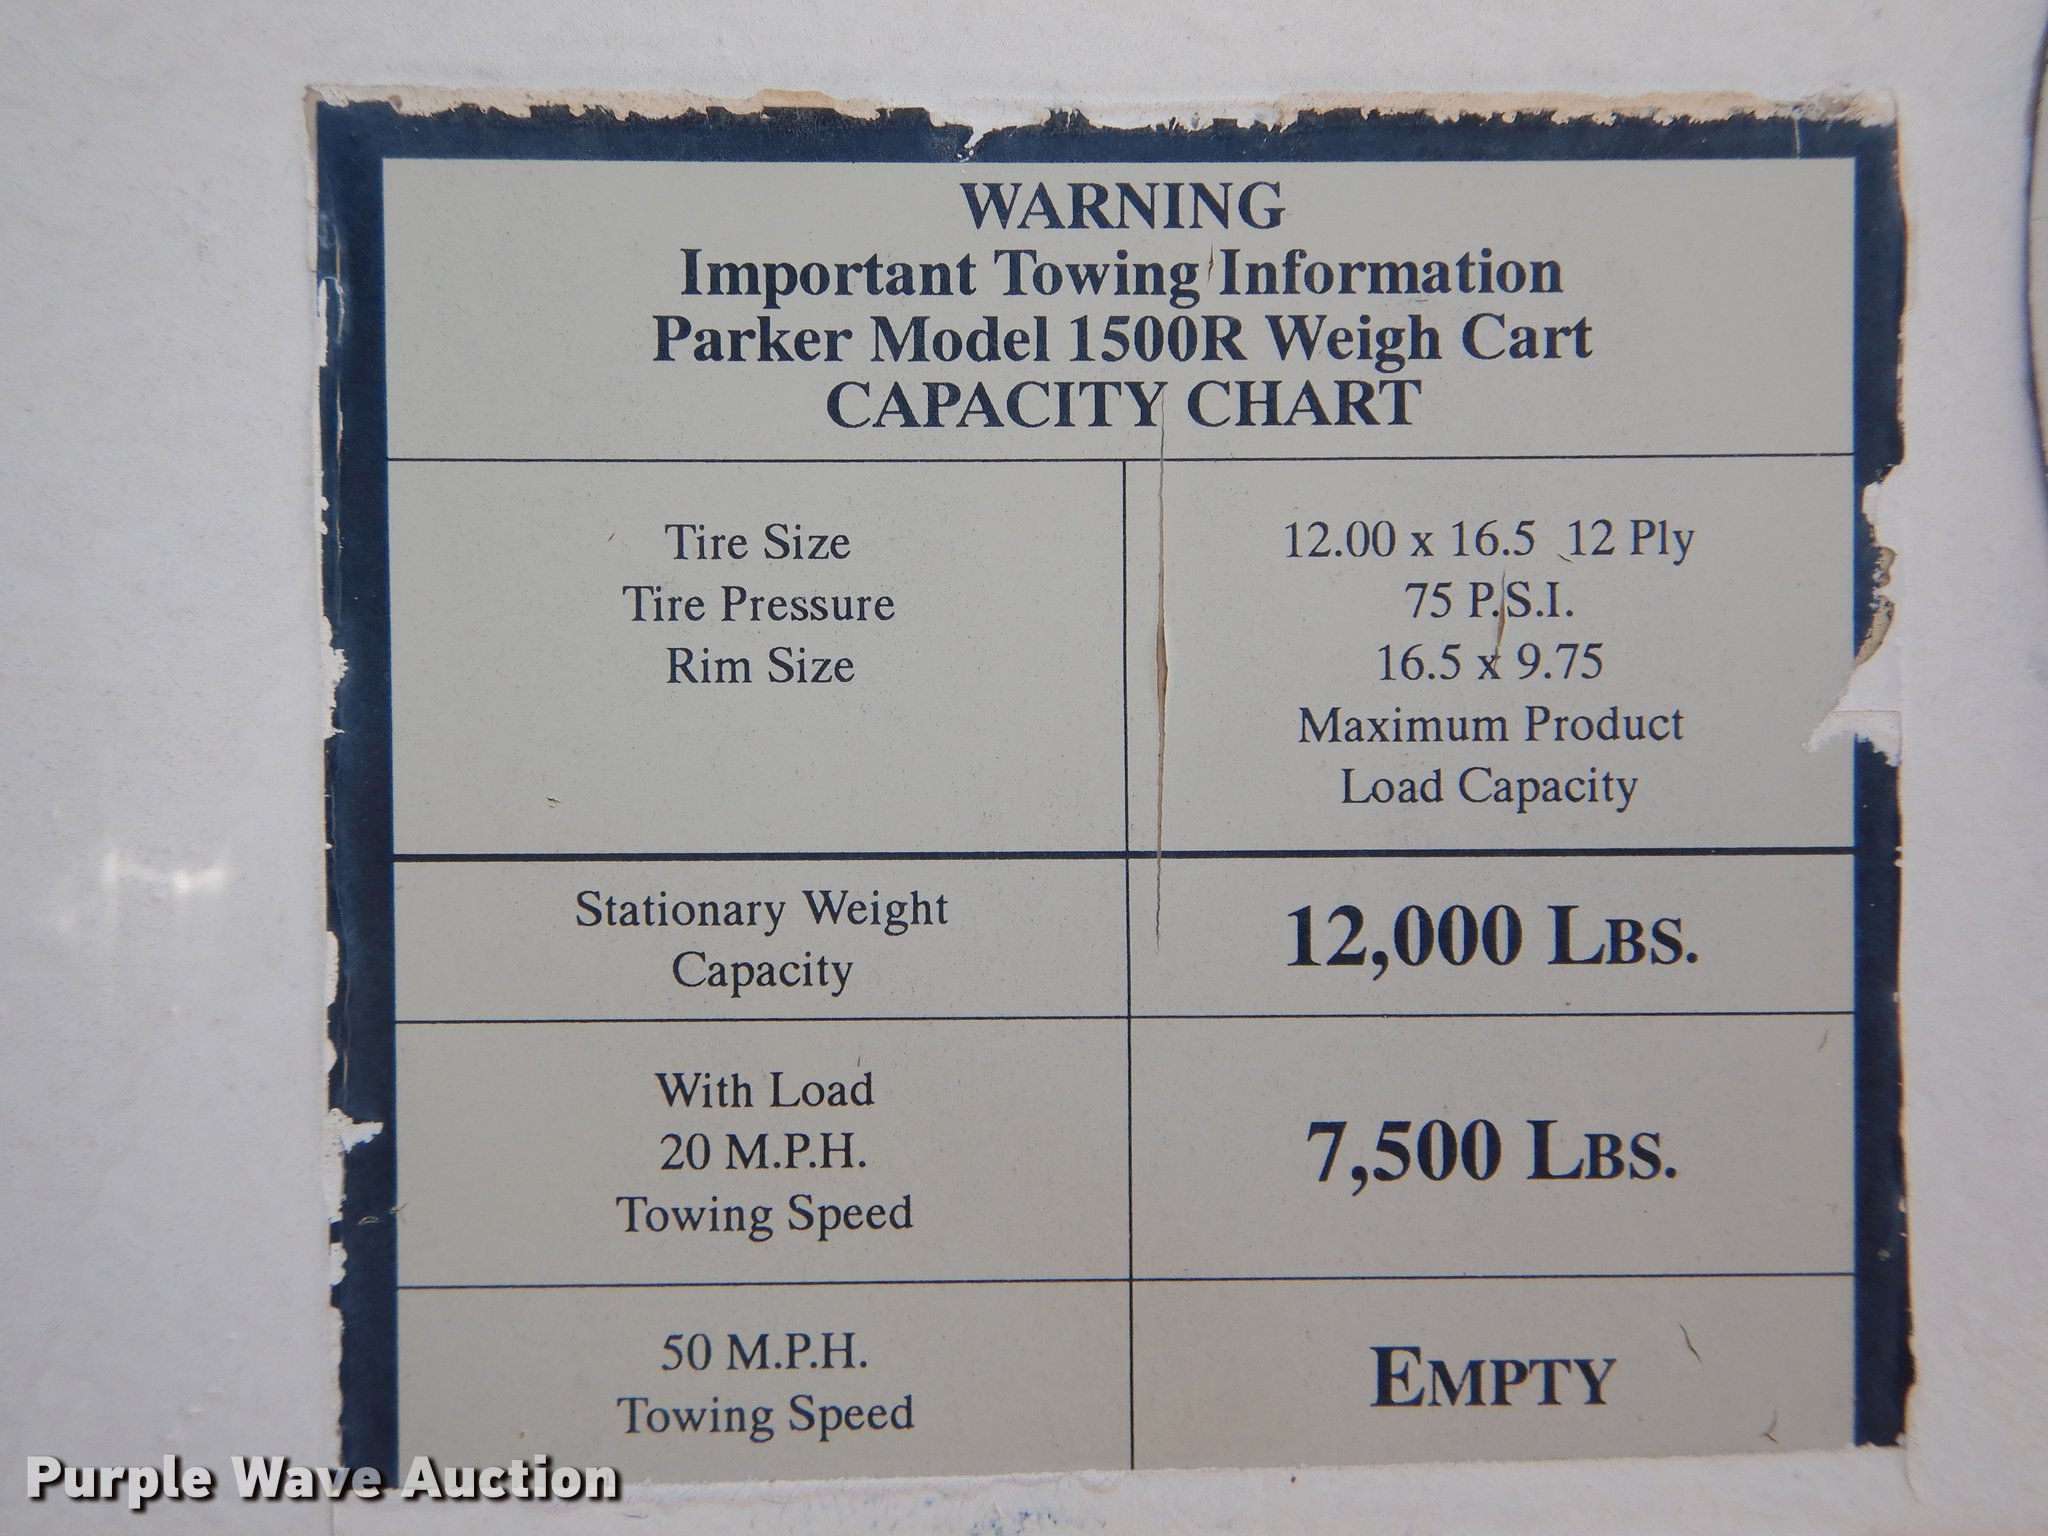 WARNING
Important Towing Information
Parker Model 1500R Weigh Cart
CAPACITY CHART
Tire Size 12.00 x 16.5 12 Ply
Tire Pressure 75 P.S.I.
Rim Size 16.5 x 9.75
Maximum Product
Load Capacity
Stationary Weight
Capacity
12,000 LBS.
With Load
20 M.P.H.
Towing Speed
7,500 LBS.
50 M.P.H.
Towing Speed
EMPTY
Purple Wave Auction